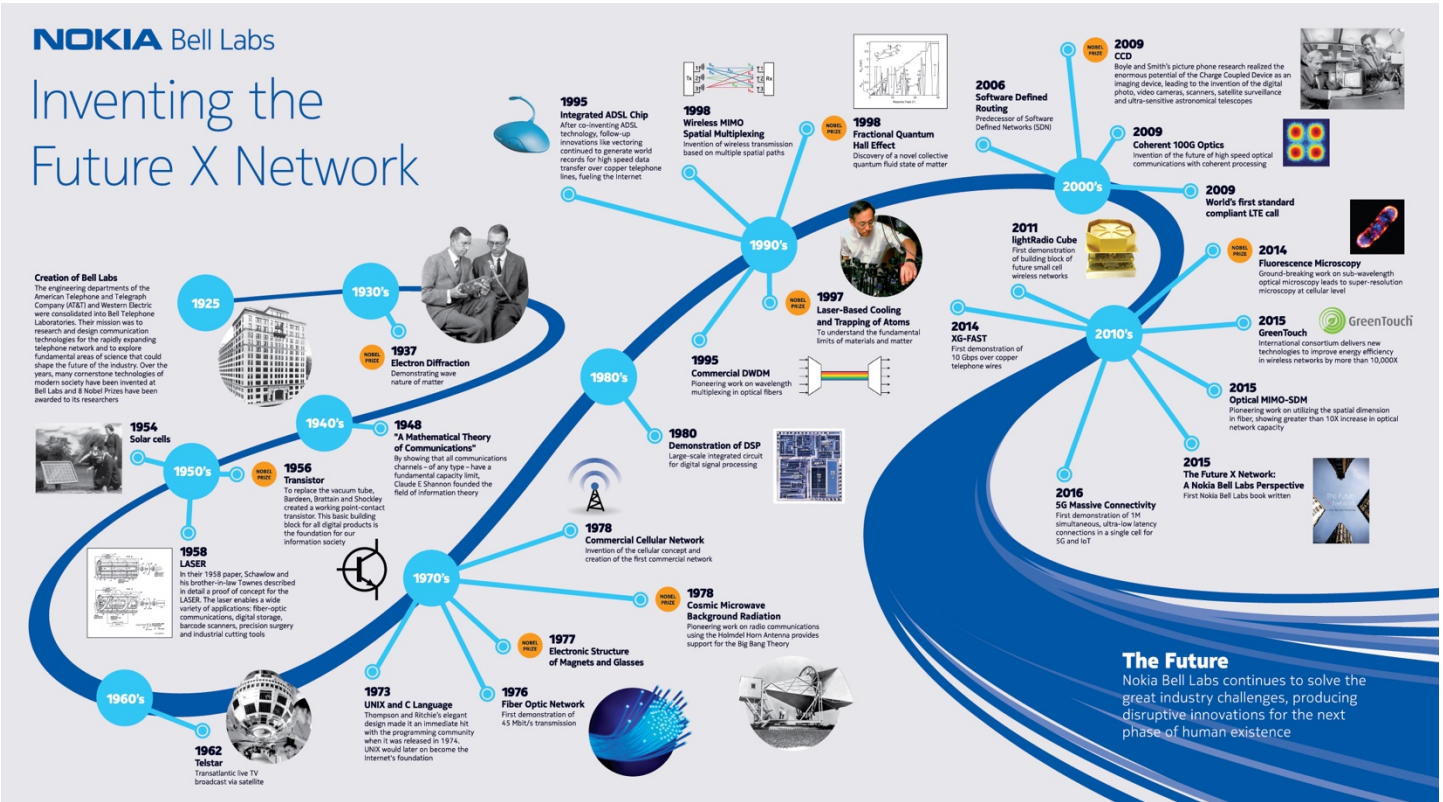 NOKIA Bell Labs
Inventing the
Future X Network
Creation of Bell Labs
The engineering departments of the
American Telephone and Telegraph
Company (AT&T) and Western Electric
were consolidated into Bell Telephone
Laboratories. Their mission was to
research and design communication
technologies for the rapidly expanding
telephone network and to explore
fundamental areas of science that could
shape the future of the industry. Over the
years, many cornerstone technologies of
modern society have been invented at
Bell Labs and 8 Nobel Prizes have been
awarded to its researchers
1925
1930's
NOBEL
PRIZE
1937
Electron Diffraction
Demonstrating wave
nature of matter
1940's
1948
"A Mathematical Theory
of Communications"
By showing that all communications
channels – of any type – have a
fundamental capacity limit,
Claude E Shannon founded the
field of information theory
1950's
1954
Solar cells
NOBEL
PRIZE
1956
Transistor
To replace the vacuum tube,
Bardeen, Brattain and Shockley
created a working point-contact
transistor. This basic building
block for all digital products is
the foundation for our
information society
1958
LASER
In their 1958 paper, Schawlow and
his brother-in-law Townes described
in detail a proof of concept for the
LASER. The laser enables a wide
variety of applications: fiber-optic
communications, digital storage,
barcode scanners, precision surgery
and industrial cutting tools
1960's
1962
Telstar
Transatlantic live TV
broadcast via satellite
1970's
1973
UNIX and C Language
Thompson and Ritchie's elegant
design made it an immediate hit
with the programming community
when it was released in 1974.
UNIX would later on become the
Internet's foundation
1976
Fiber Optic Network
First demonstration of
45 Mbit/s transmission
NOBEL
PRIZE
1977
Electronic Structure
of Magnets and Glasses
NOBEL
PRIZE
1978
Cosmic Microwave
Background Radiation
Pioneering work on radio communications
using the Holmdel Horn Antenna provides
support for the Big Bang Theory
1978
Commercial Cellular Network
Invention of the cellular concept and
creation of the first commercial network
1980's
1980
Demonstration of DSP
Large-scale integrated circuit
for digital signal processing
1990's
1995
Integrated ADSL Chip
After co-inventing ADSL
technology, follow-up
innovations like vectoring
continued to generate world
records for high speed data
transfer over copper telephone
lines, fueling the Internet
Tx
Rx
1998
Wireless MIMO
Spatial Multiplexing
Invention of wireless transmission
based on multiple spatial paths
NOBEL
PRIZE
1998
Fractional Quantum
Hall Effect
Discovery of a novel collective
quantum fluid state of matter
NOBEL
PRIZE
1997
Laser-Based Cooling
and Trapping of Atoms
To understand the fundamental
limits of materials and matter
1995
Commercial DWDM
Pioneering work on wavelength
multiplexing in optical fibers
2000's
2006
Software Defined
Routing
Predecessor of Software
Defined Networks (SDN)
NOBEL
PRIZE
2009
CCD
Boyle and Smith's picture phone research realized the
enormous potential of the Charge Coupled Device as an
imaging device, leading to the invention of the digital
photo, video cameras, scanners, satellite surveillance
and ultra-sensitive astronomical telescopes
2009
Coherent 100G Optics
Invention of the future of high speed optical
communications with coherent processing
2009
World's first standard
compliant LTE call
2010's
2011
lightRadio Cube
First demonstration
of building block of
future small cell
wireless networks
2014
XG-FAST
First demonstration of
10 Gbps over copper
telephone wires
NOBEL
PRIZE
2014
Fluorescence Microscopy
Ground-breaking work on sub-wavelength
optical microscopy leads to super-resolution
microscopy at cellular level
2015
GreenTouch
International consortium delivers new
technologies to improve energy efficiency
in wireless networks by more than 10,000X
GreenTouch
2015
Optical MIMO-SDM
Pioneering work on utilizing the spatial dimension
in fiber, showing greater than 10X increase in optical
network capacity
2015
The Future X Network:
A Nokia Bell Labs Perspective
First Nokia Bell Labs book written
2016
5G Massive Connectivity
First demonstration of 1M
simultaneous, ultra-low latency
connections in a single cell for
5G and IoT
The Future
Nokia Bell Labs continues to solve the
great industry challenges, producing
disruptive innovations for the next
phase of human existence